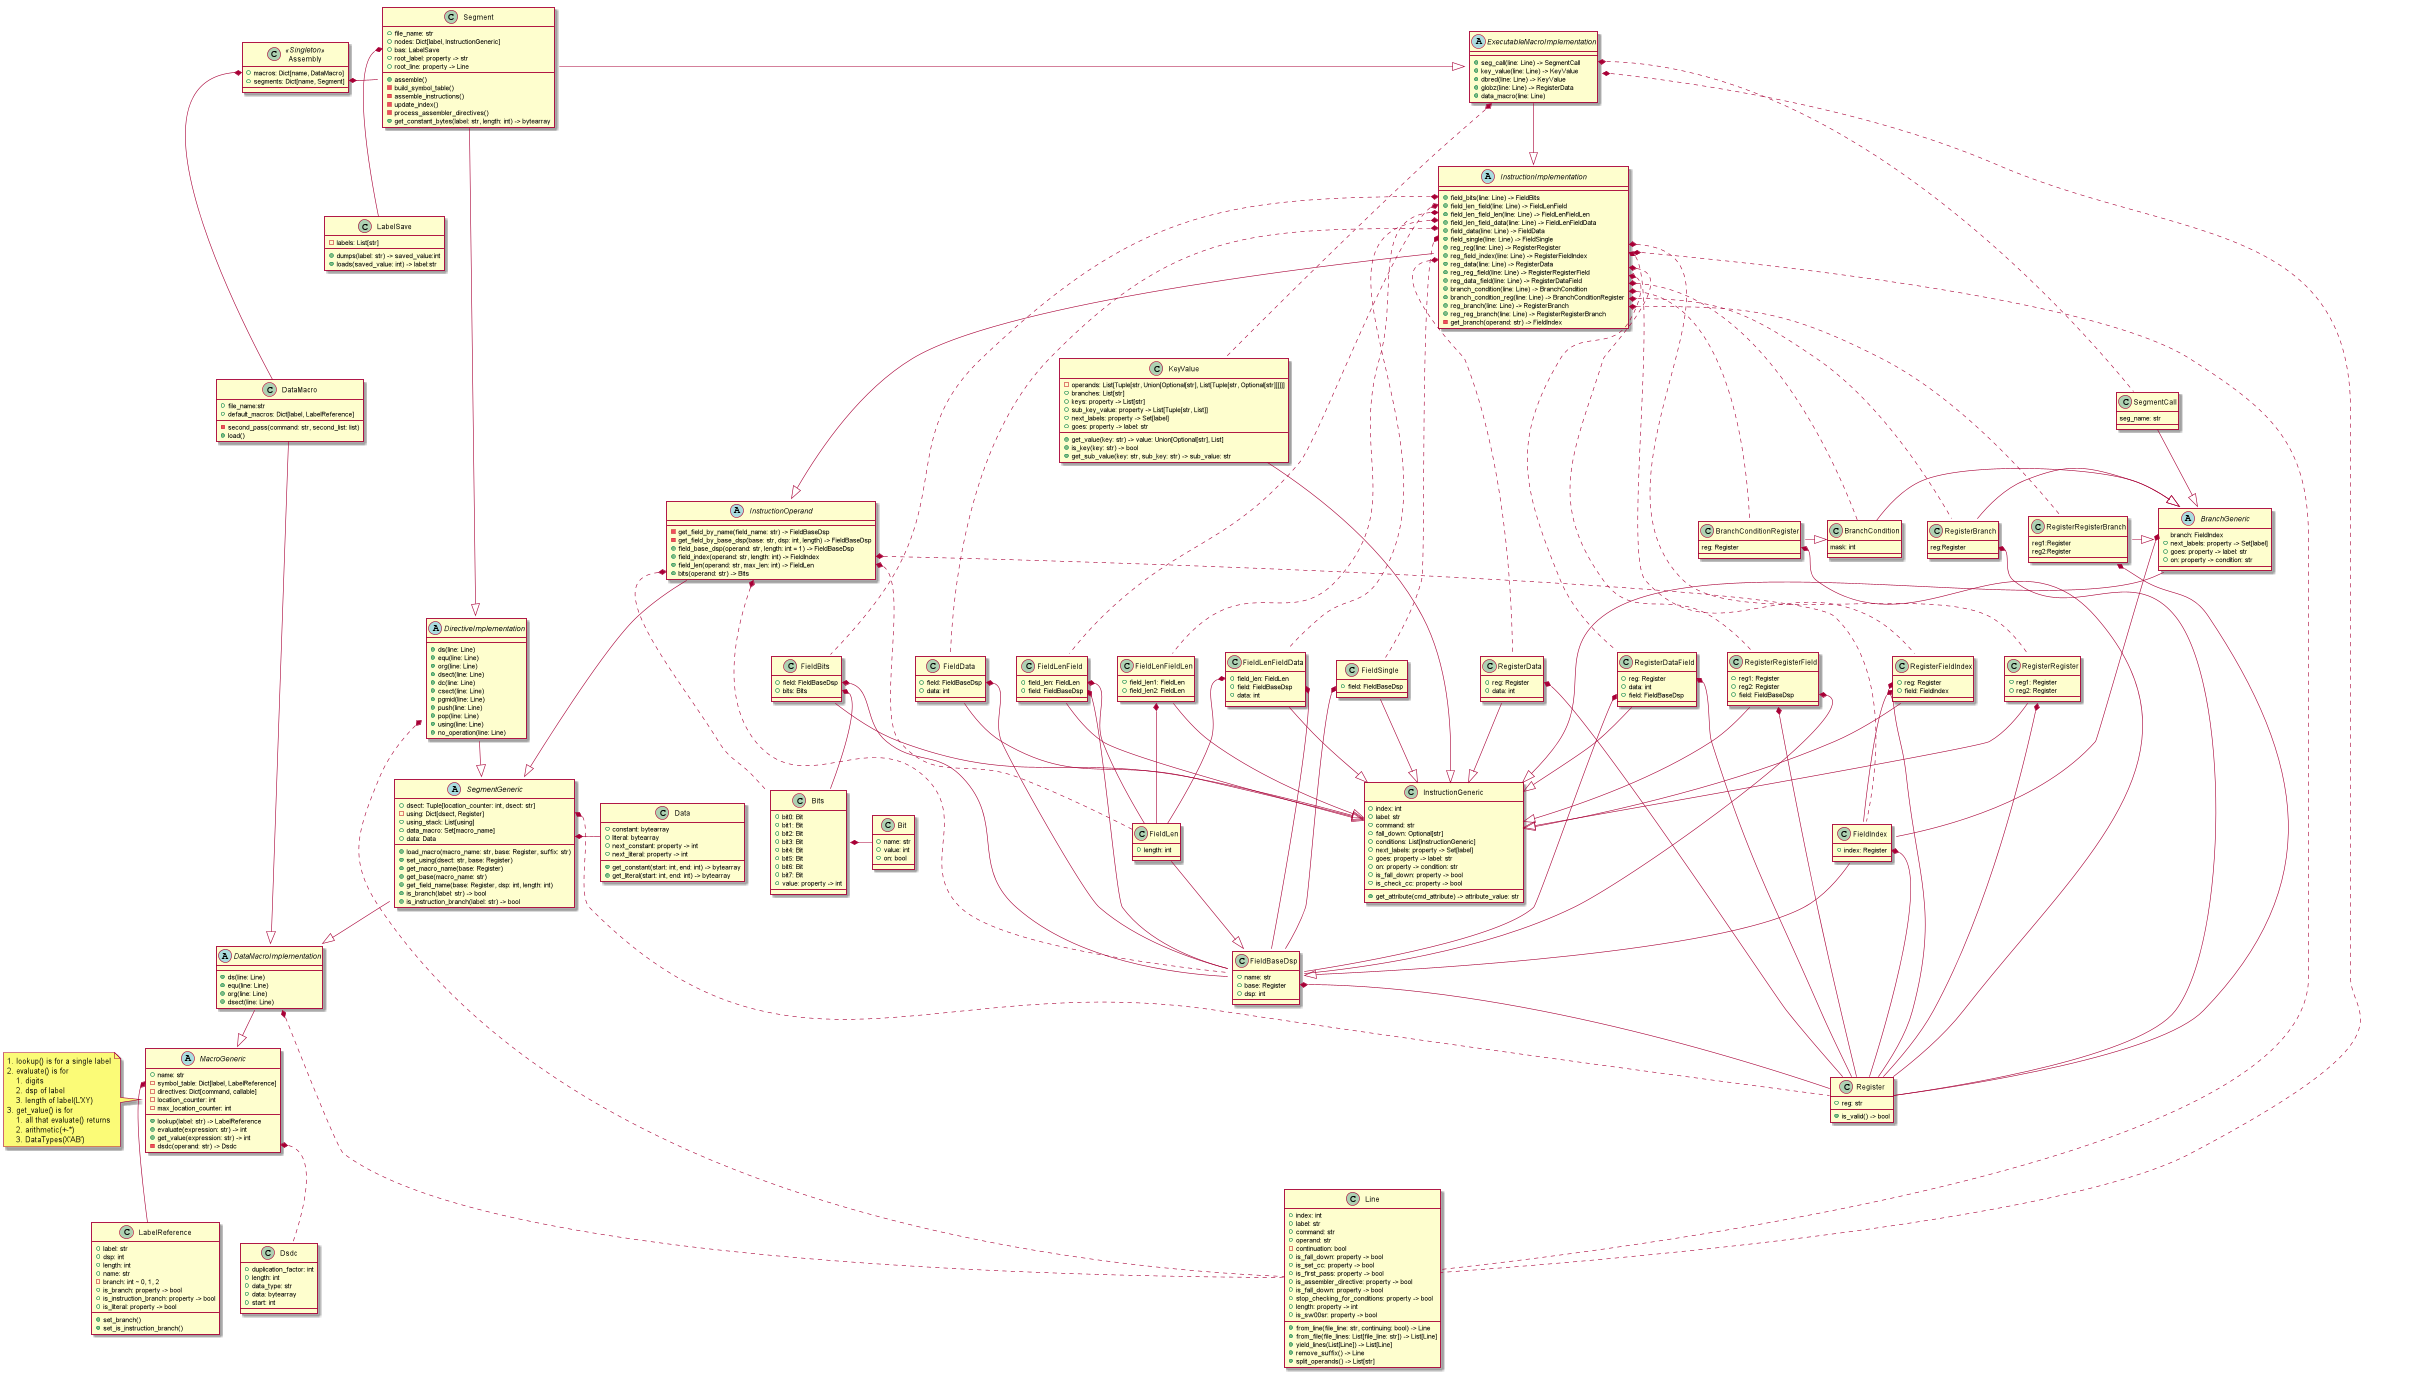 C Segment
file_name: str
nodes: Dict[label, InstructionGeneric]
bas: LabelSave
root_label: property -> str
root_line: property -> Line
assemble()
build_symbol_table()
assemble_instructions()
update_index()
process_assembler_directives()
get_constant_bytes(label: str, length: int) -> bytearray
C «Singleton»
Assembly
macros: Dict[name, DataMacro]
segments: Dict[name, Segment]
A ExecutableMacroImplementation
seg_call(line: Line) -> SegmentCall
key_value(line: Line) -> KeyValue
dbred(line: Line) -> KeyValue
globz(line: Line) -> RegisterData
data_macro(line: Line)
A InstructionImplementation
field_bits(line: Line) -> FieldBits
field_len_field(line: Line) -> FieldLenField
field_len_field_len(line: Line) -> FieldLenFieldLen
field_len_field_data(line: Line) -> FieldLenFieldData
field_data(line: Line) -> FieldData
field_single(line: Line) -> FieldSingle
reg_reg(line: Line) -> RegisterRegister
reg_field_index(line: Line) -> RegisterFieldIndex
reg_data(line: Line) -> RegisterData
reg_reg_field(line: Line) -> RegisterRegisterField
reg_data_field(line: Line) -> RegisterDataField
branch_condition(line: Line) -> BranchCondition
branch_condition_reg(line: Line) -> BranchConditionRegister
reg_branch(line: Line) -> RegisterBranch
reg_reg_branch(line: Line) -> RegisterRegisterBranch
get_branch(operand: str) -> FieldIndex
C LabelSave
labels: List[str]
dumps(label: str) -> saved_value:int
loads(saved_value: int) -> label:str
C KeyValue
operands: List[Tuple[str, Union[Optional[str], List[Tuple[str, Optional[str]]]]]]
branches: List[str]
keys: property -> List[str]
sub_key_value: property -> List[Tuple[str, List]]
next_labels: property -> Set[label]
goes: property -> label: str
get_value(key: str) -> value: Union[Optional[str], List]
is_key(key: str) -> bool
get_sub_value(key: str, sub_key: str) -> sub_value: str
C DataMacro
file_name:str
default_macros: Dict[label, LabelReference]
second_pass(command: str, second_list: list)
load()
C SegmentCall
seg_name: str
A InstructionOperand
get_field_by_name(field_name: str) -> FieldBaseDsp
get_field_by_base_dsp(base: str, dsp: int, length) -> FieldBaseDsp
field_base_dsp(operand: str, length: int = 1) -> FieldBaseDsp
field_index(operand: str, length: int) -> FieldIndex
field_len(operand: str, max_len: int) -> FieldLen
bits(operand: str) -> Bits
C BranchConditionRegister
reg: Register
C BranchCondition
mask: int
C RegisterBranch
reg:Register
C RegisterRegisterBranch
reg1:Register
reg2:Register
A BranchGeneric
branch: FieldIndex
next_labels: property -> Set[label]
goes: property -> label: str
on: property -> condition: str
A DirectiveImplementation
ds(line: Line)
equ(line: Line)
org(line: Line)
dsect(line: Line)
dc(line: Line)
csect(line: Line)
pgmid(line: Line)
push(line: Line)
pop(line: Line)
using(line: Line)
no_operation(line: Line)
C FieldBits
field: FieldBaseDsp
bits: Bits
C FieldData
field: FieldBaseDsp
data: int
C FieldLenField
field_len: FieldLen
field: FieldBaseDsp
C FieldLenFieldLen
field_len1: FieldLen
field_len2: FieldLen
C FieldLenFieldData
field_len: FieldLen
field: FieldBaseDsp
data: int
C FieldSingle
field: FieldBaseDsp
C RegisterData
reg: Register
data: int
C RegisterDataField
reg: Register
data: int
field: FieldBaseDsp
C RegisterRegisterField
reg1: Register
reg2: Register
field: FieldBaseDsp
C RegisterFieldIndex
reg: Register
field: FieldIndex
C RegisterRegister
reg1: Register
reg2: Register
A SegmentGeneric
dsect: Tuple[location_counter: int, dsect: str]
using: Dict[dsect, Register]
using_stack: List[using]
data_macro: Set[macro_name]
data: Data
load_macro(macro_name: str, base: Register, suffix: str)
set_using(dsect: str, base: Register)
get_macro_name(base: Register)
get_base(macro_name: str)
get_field_name(base: Register, dsp: int, length: int)
is_branch(label: str) -> bool
is_instruction_branch(label: str) -> bool
C Data
constant: bytearray
literal: bytearray
next_constant: property -> int
next_literal: property -> int
get_constant(start: int, end: int) -> bytearray
get_literal(start: int, end: int) -> bytearray
C Bits
bit0: Bit
bit1: Bit
bit2: Bit
bit3: Bit
bit4: Bit
bit5: Bit
bit6: Bit
bit7: Bit
value: property -> int
C Bit
name: str
value: int
on: bool
C FieldLen
length: int
C InstructionGeneric
index: int
label: str
command: str
fall_down: Optional[str]
conditions: List[InstructionGeneric]
next_labels: property -> Set[label]
goes: property -> label: str
on: property -> condition: str
is_fall_down: property -> bool
is_check_cc: property -> bool
get_attribute(cmd_attribute) -> attribute_value: str
C FieldIndex
index: Register
A DataMacroImplementation
ds(line: Line)
equ(line: Line)
org(line: Line)
dsect(line: Line)
C FieldBaseDsp
name: str
base: Register
dsp: int
1. lookup() is for a single label
2. evaluate() is for
1. digits
2. dsp of label
3. length of label(L'XY)
3. get_value() is for
1. all that evaluate() returns
2. arithmetic(+-*)
3. DataTypes(X'AB')
A MacroGeneric
name: str
symbol_table: Dict[label, LabelReference]
directives: Dict[command, callable]
location_counter: int
max_location_counter: int
lookup(label: str) -> LabelReference
evaluate(expression: str) -> int
get_value(expression: str) -> int
dsdc(operand: str) -> Dsdc
C Register
reg: str
is_valid() -> bool
C LabelReference
label: str
dsp: int
length: int
name: str
branch: int - 0, 1, 2
is_branch: property -> bool
is_instruction_branch: property -> bool
is_literal: property -> bool
set_branch()
set_is_instruction_branch()
C Dsdc
duplication_factor: int
length: int
data_type: str
data: bytearray
start: int
C Line
index: int
label: str
command: str
operand: str
continuation: bool
is_fall_down: property -> bool
is_set_cc: property -> bool
is_first_pass: property -> bool
is_assembler_directive: property -> bool
is_fall_down: property -> bool
stop_checking_for_conditions: property -> bool
length: property -> int
is_sw00sr: property -> bool
from_line(file_line: str, continuing: bool) -> Line
from_file(file_lines: List[file_line: str]) -> List[Line]
yield_lines(List[Line]) -> List[Line]
remove_suffix() -> Line
split_operands() -> List[str]